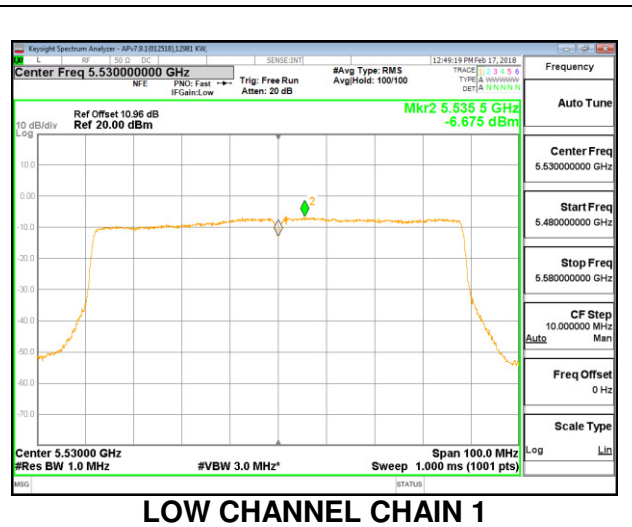 Keysight Spectrum Analyzer - APv7.9.1(012518),12981 KW,
L RF 50 Ω DC SENSE:INT 12:49:19 PM Feb 17, 2018
Center Freq 5.530000000 GHz #Avg Type: RMS TRACE 1 2 3 4 5 6 Frequency
NFE PNO: Fast Trig: Free Run Avg|Hold: 100/100 TYPE A WWWWW
IFGain:Low Atten: 20 dB DET A N N N N N
Auto Tune
Ref Offset 10.96 dB Mkr2 5.535 5 GHz
10 dB/div Ref 20.00 dBm -6.675 dBm
Log
10.0
0.00
-10.0
-20.0
-30.0
-40.0
-50.0
-60.0
-70.0
2
Center Freq
5.530000000 GHz
Start Freq
5.480000000 GHz
Stop Freq
5.580000000 GHz
CF Step
10.000000 MHz
Auto Man
Freq Offset
0 Hz
Scale Type
Log Lin
Center 5.53000 GHz Span 100.0 MHz
#Res BW 1.0 MHz #VBW 3.0 MHz* Sweep 1.000 ms (1001 pts)
MSG STATUS
LOW CHANNEL CHAIN 1